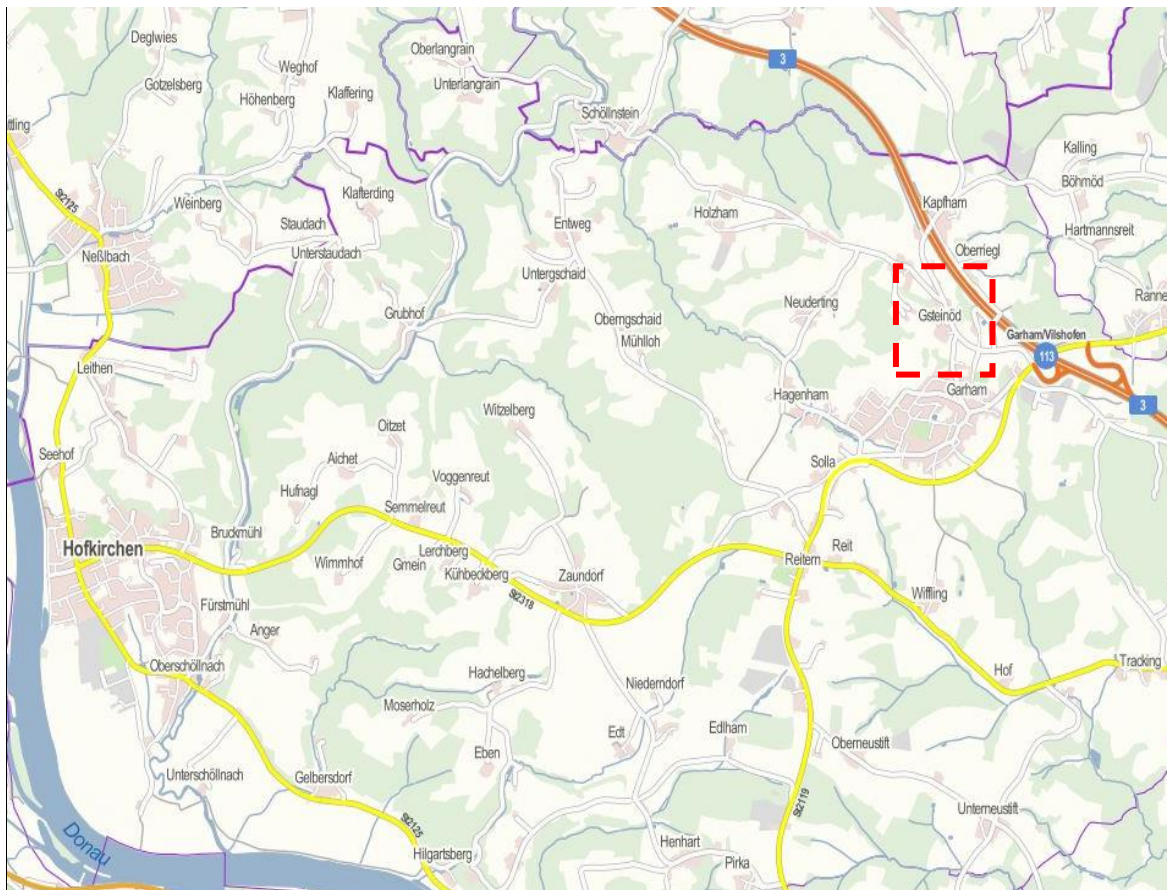 Deglwies
Oberlangrain
3
Weghof
Gotzelsberg
Unterlangrain
Klaffering
Höhenberg
Schöllnstein
ttling
Kalling
Böhmöd
St2125
Klafterding
Weinberg
Kapfham
Holzham
Staudach
Entweg
Hartmannsreit
Neßlbach
Unterstaudach
Oberriegl
Untergschaid
Neuderting
Ranne
Grubhof
Gsteinöd
Oberngschaid
Mühlloh
Garham/Vilshofen
113
Leithen
Garham
Hagenham
3
Witzelberg
Oitzet
Seehof
Aichet
Solla
Voggenreut
Hufnagl
Semmelreut
Bruckmühl
Hofkirchen
Lerchberg
Reit
Wimmhof
Gmein
Reitern
Kühbeckberg
Zaundorf
Wiffling
St2318
Fürstmühl
Anger
Oberschöllnach
Hof
Tracking
Hachelberg
Niederndorf
Moserholz
Edt
Edlham
Oberneustift
Eben
Unterschöllnach
Gelbersdorf
St2119
Unterneustift
St2125
Donau
Henhart
Hilgartsberg
Pirka